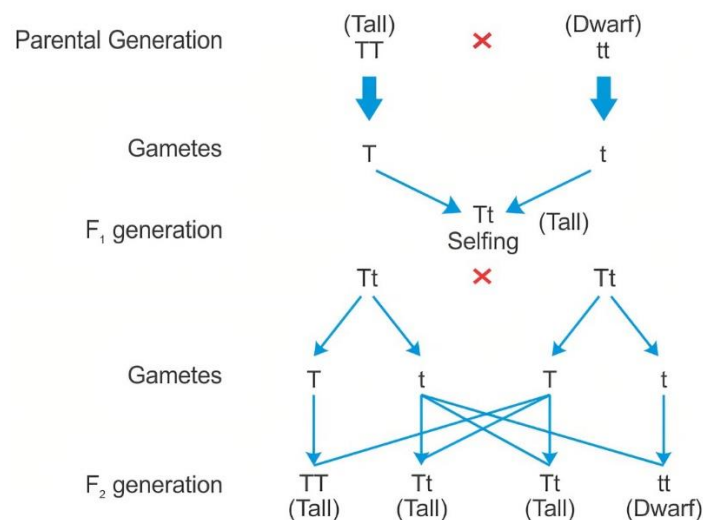 Parental Generation (Tall) (Dwarf)
TT × tt
Gametes T t
F₁ generation Tt (Tall)
Selfing
Tt × Tt
Gametes T t T t
F₂ generation TT Tt Tt tt
(Tall) (Tall) (Tall) (Dwarf)